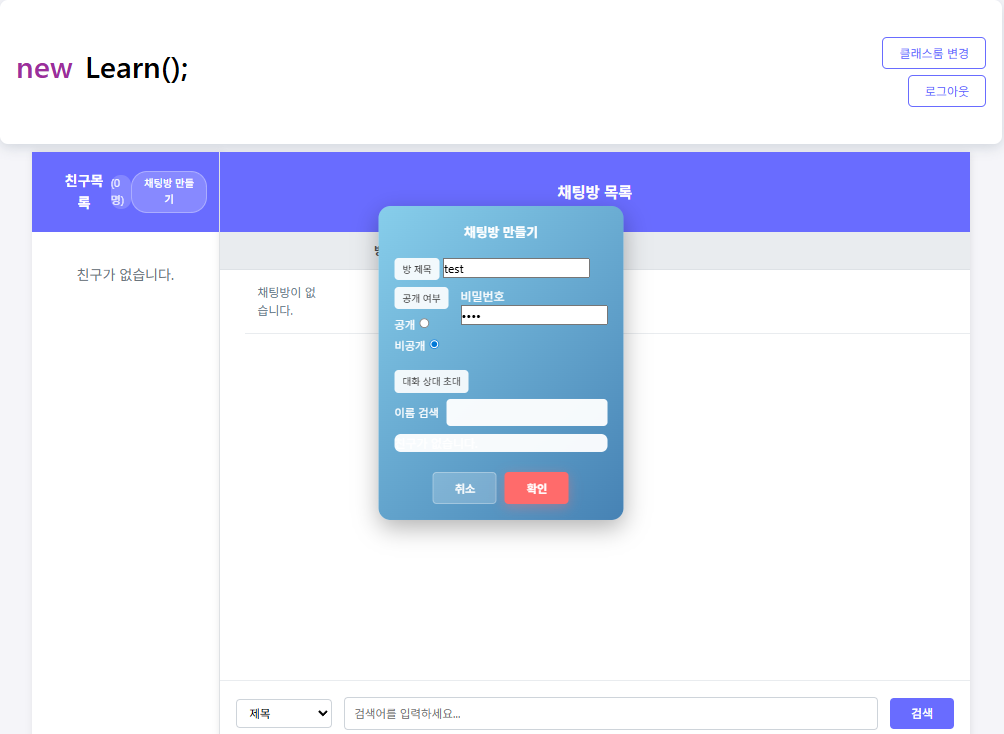 new Learn();
클래스룸 변경
로그아웃
친구목
록
(0
명)
채팅방 만들
기
채팅방 목록
친구가 없습니다.
채팅방이 없
습니다.
채팅방 만들기
방 제목 test
공개 여부 비밀번호
••••
공개
비공개
대화 상대 초대
이름 검색
취소 확인
제목 검색어를 입력하세요... 검색